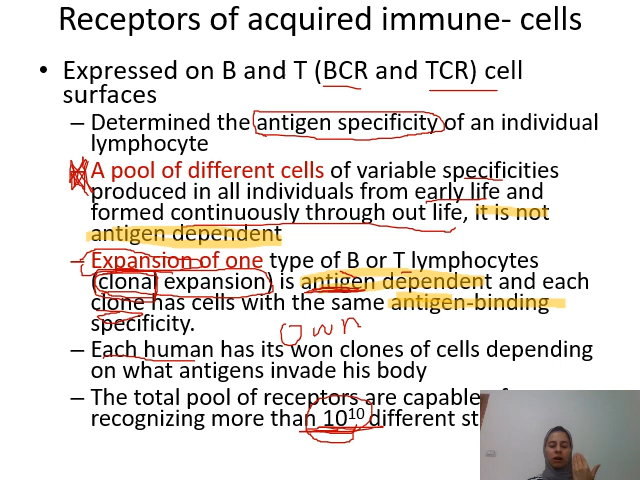 Receptors of acquired immune- cells
• Expressed on B and T (BCR and TCR) cell
surfaces
– Determined the antigen specificity of an individual
lymphocyte
– A pool of different cells of variable specificities
produced in all individuals from early life and
formed continuously through out life, it is not
antigen dependent
– Expansion of one type of B or T lymphocytes
(clonal expansion) is antigen dependent and each
clone has cells with the same antigen-binding
specificity.
own
– Each human has its won clones of cells depending
on what antigens invade his body
– The total pool of receptors are capable
recognizing more than 10¹⁰ different